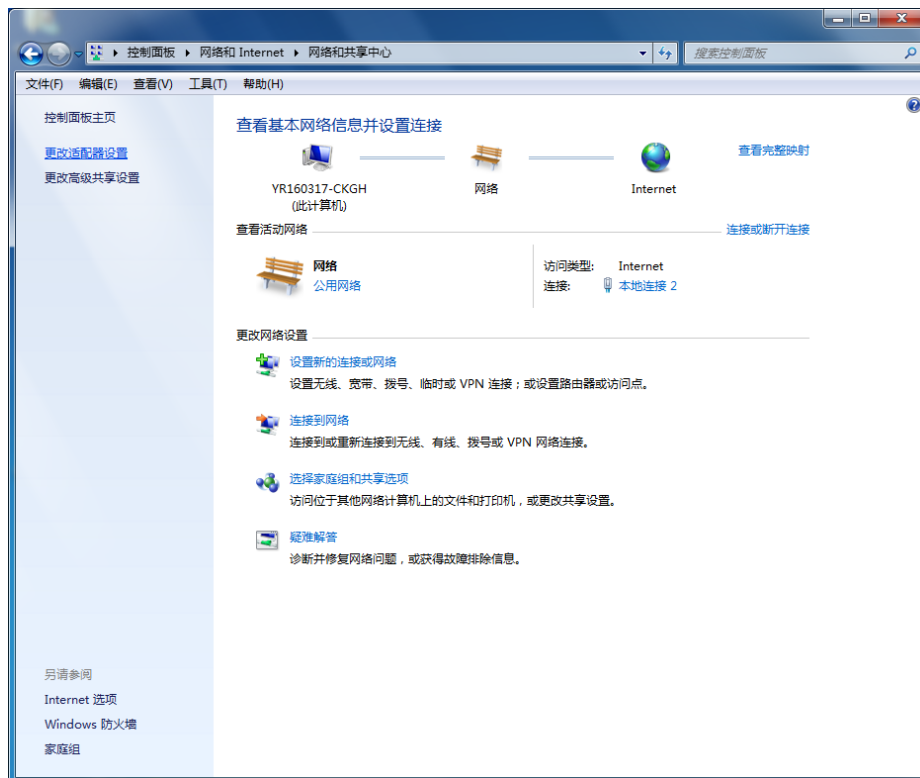 控制面板 网络和 Internet 网络和共享中心 搜索控制面板
文件(F) 编辑(E) 查看(V) 工具(T) 帮助(H)
控制面板主页
更改适配器设置
更改高级共享设置
查看基本网络信息并设置连接
查看完整映射
YR160317-CKGH 网络 Internet
(此计算机)
查看活动网络 连接或断开连接
网络 访问类型: Internet
公用网络 连接: 本地连接 2
更改网络设置
设置新的连接或网络
设置无线、宽带、拨号、临时或 VPN 连接；或设置路由器或访问点。
连接到网络
连接到或重新连接到无线、有线、拨号或 VPN 网络连接。
选择家庭组和共享选项
访问位于其他网络计算机上的文件和打印机，或更改共享设置。
疑难解答
诊断并修复网络问题，或获得故障排除信息。
另请参阅
Internet 选项
Windows 防火墙
家庭组